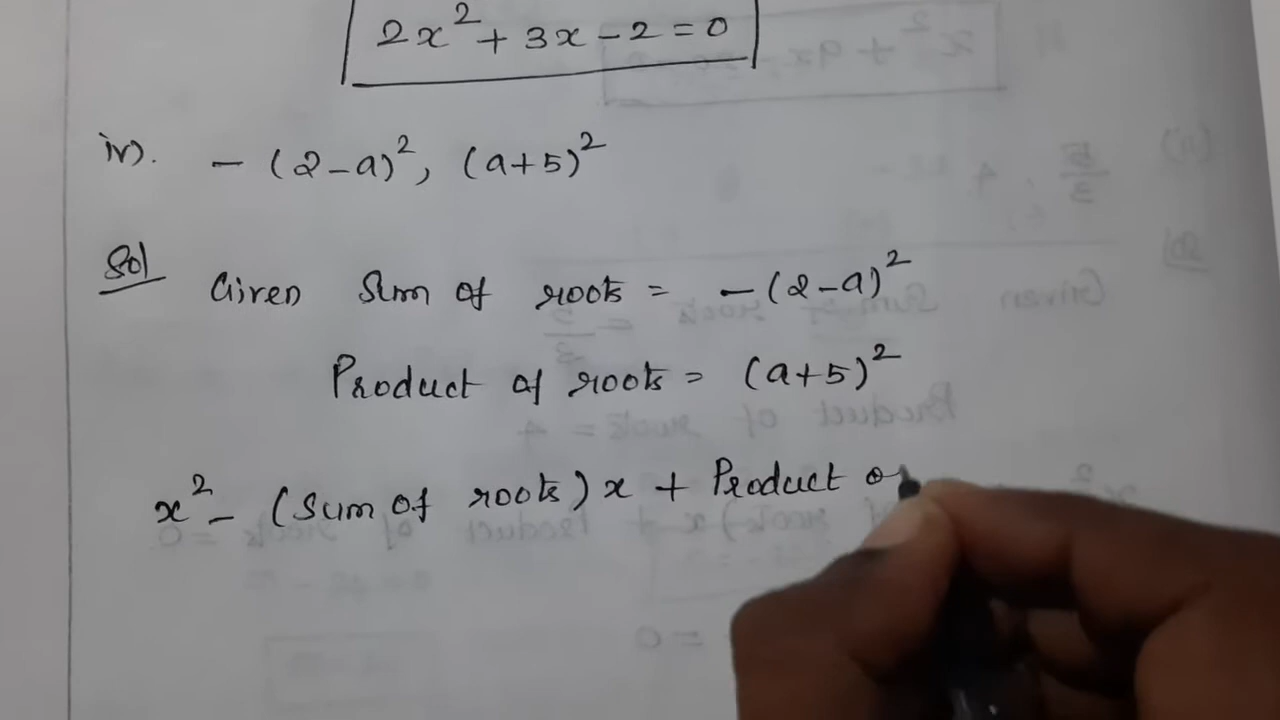 2x² + 3x - 2 = 0
iv). - (2-a)², (a+5)²
Sol Given Sum of roots = -(2-a)²
Product of roots = (a+5)²
x² - (Sum of roots) x + Product o